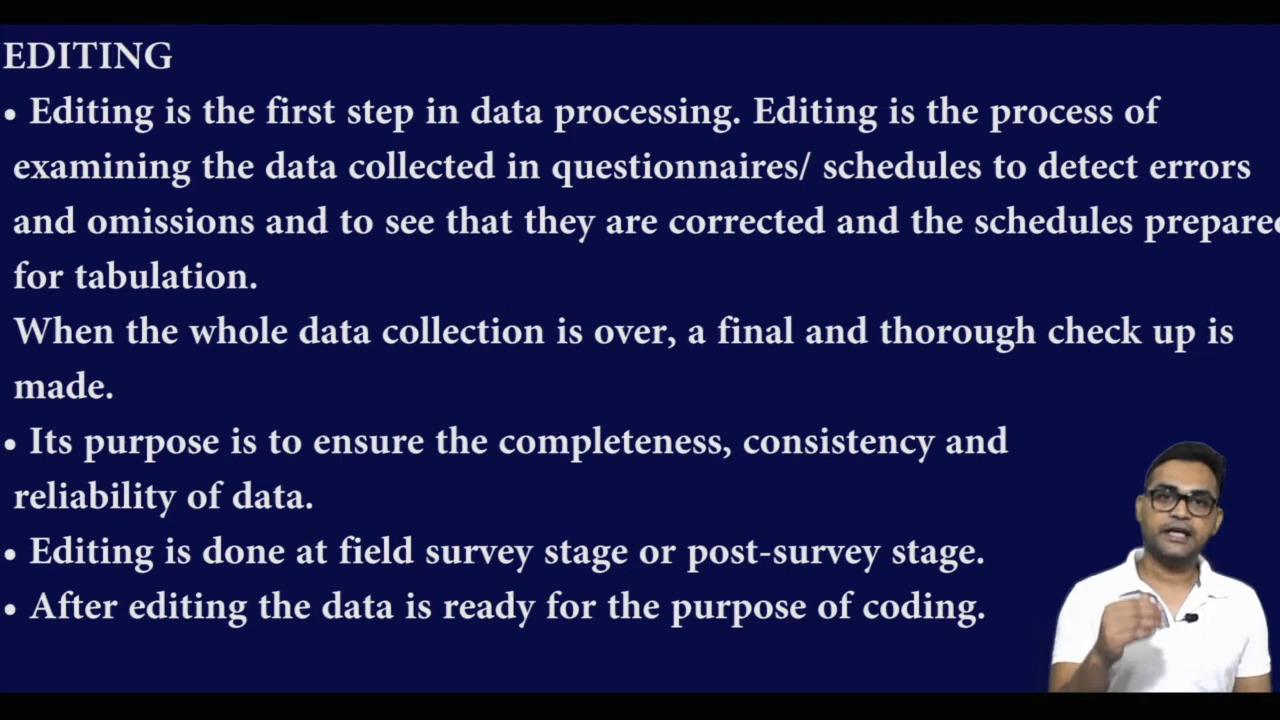 EDITING
• Editing is the first step in data processing. Editing is the process of
examining the data collected in questionnaires/ schedules to detect errors
and omissions and to see that they are corrected and the schedules prepared
for tabulation.
When the whole data collection is over, a final and thorough check up is
made.
• Its purpose is to ensure the completeness, consistency and
reliability of data.
• Editing is done at field survey stage or post-survey stage.
• After editing the data is ready for the purpose of coding.